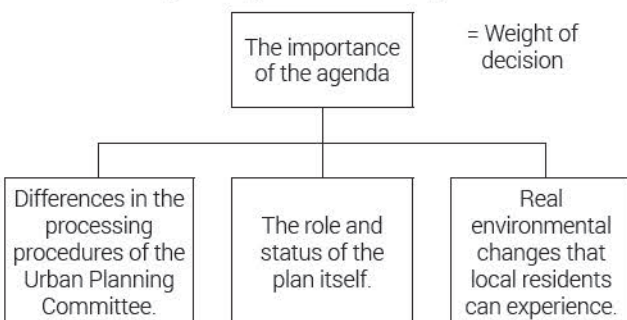 The importance
of the agenda
= Weight of
decision
Differences in the
processing
procedures of the
Urban Planning
Committee.
The role and
status of the
plan itself.
Real
environmental
changes that
local residents
can experience.